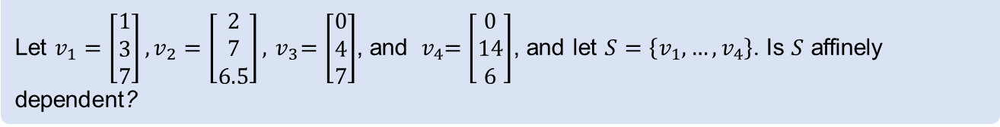 Let $v_1 = \begin{bmatrix} 1 \\ 3 \\ 7 \end{bmatrix}, v_2 = \begin{bmatrix} 2 \\ 7 \\ 6.5 \end{bmatrix}, v_3 = \begin{bmatrix} 0 \\ 4 \\ 7 \end{bmatrix}$, and $v_4 = \begin{bmatrix} 0 \\ 14 \\ 6 \end{bmatrix}$, and let $S = \{v_1, \ldots, v_4\}$. Is $S$ affinely
dependent?